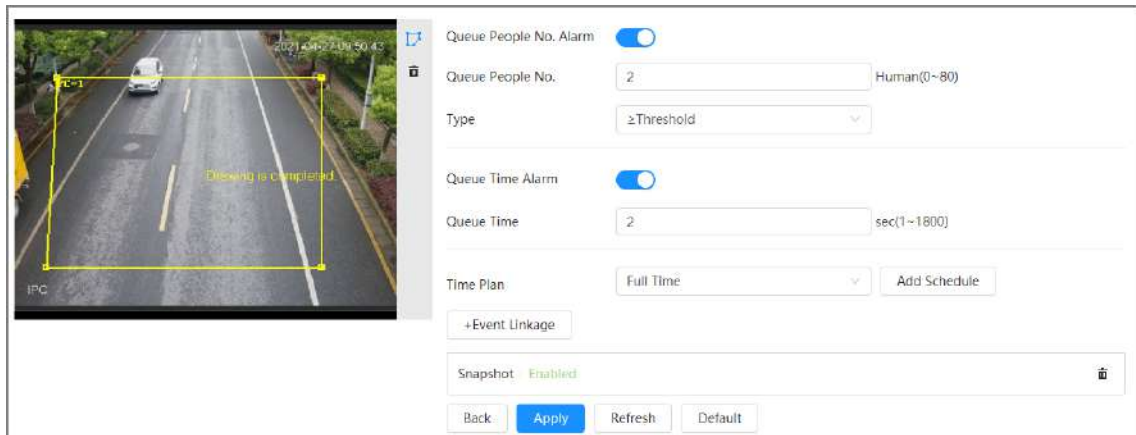 2021-04-27 09:50:43
Drawing is completed.
IPC
Queue People No. Alarm
Queue People No. 2 Human(0~80)
Type ≥Threshold
Queue Time Alarm
Queue Time 2 sec(1~1800)
Time Plan Full Time Add Schedule
+Event Linkage
Snapshot Enabled
Back Apply Refresh Default